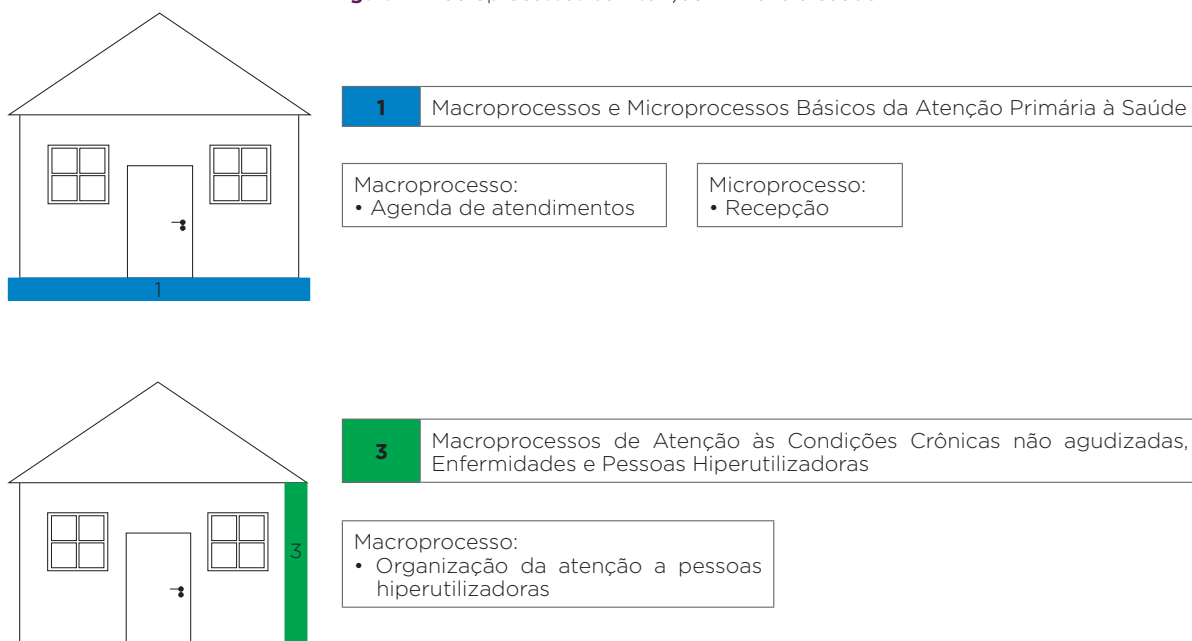 1 Macroprocessos e Microprocessos Básicos da Atenção Primária à Saúde
Macroprocesso:
• Agenda de atendimentos
Microprocesso:
• Recepção
1
3 Macroprocessos de Atenção às Condições Crônicas não agudizadas,
Enfermidades e Pessoas Hiperutilizadoras
3
Macroprocesso:
• Organização da atenção a pessoas
hiperutilizadoras